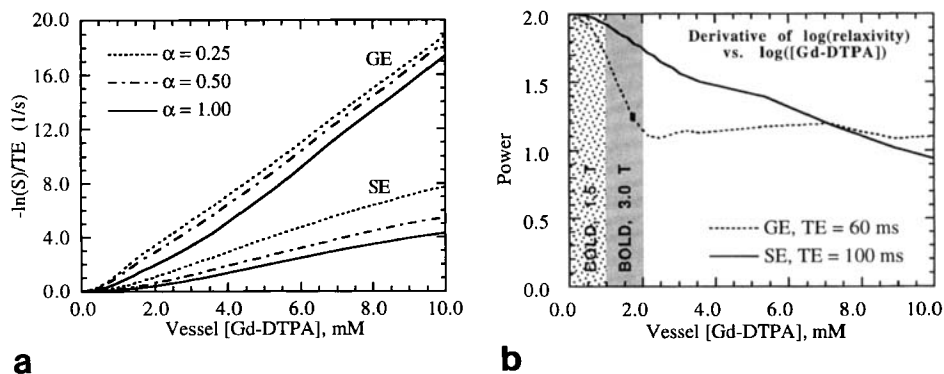 20.0
16.0
12.0
8.0
4.0
0.0
-ln(S)/TE (1/s)
α = 0.25
α = 0.50
α = 1.00
GE
SE
0.0 2.0 4.0 6.0 8.0 10.0
Vessel [Gd-DTPA], mM
a
2.0
1.5
1.0
0.5
0.0
Power
Derivative of log(relaxivity)
vs. log([Gd-DTPA])
BOLD, 1.5 T
BOLD, 3.0 T
GE, TE = 60 ms
SE, TE = 100 ms
0.0 2.0 4.0 6.0 8.0 10.0
Vessel [Gd-DTPA], mM
b